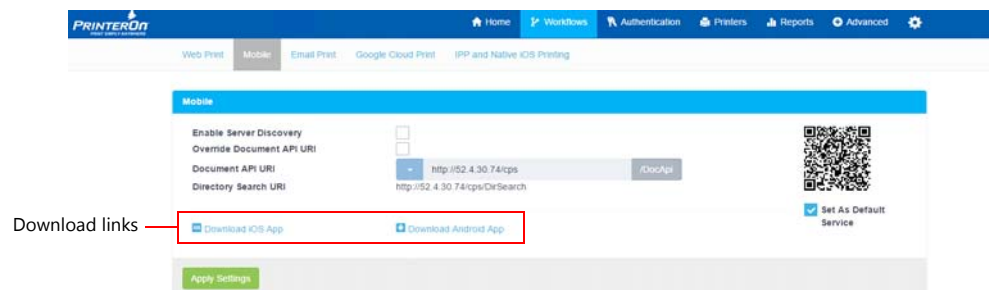 PRINTERON
PRINT SIMPLY ANYWHERE
Home Workflows Authentication Printers Reports Advanced
Web Print Mobile Email Print Google Cloud Print IPP and Native iOS Printing
Mobile
Enable Server Discovery
Override Document API URI
Document API URI http://52.4.30.74/cps /DocApi
Directory Search URI http://52.4.30.74/cps/DirSearch
Set As Default
Service
Download links
Download iOS App Download Android App
Apply Settings